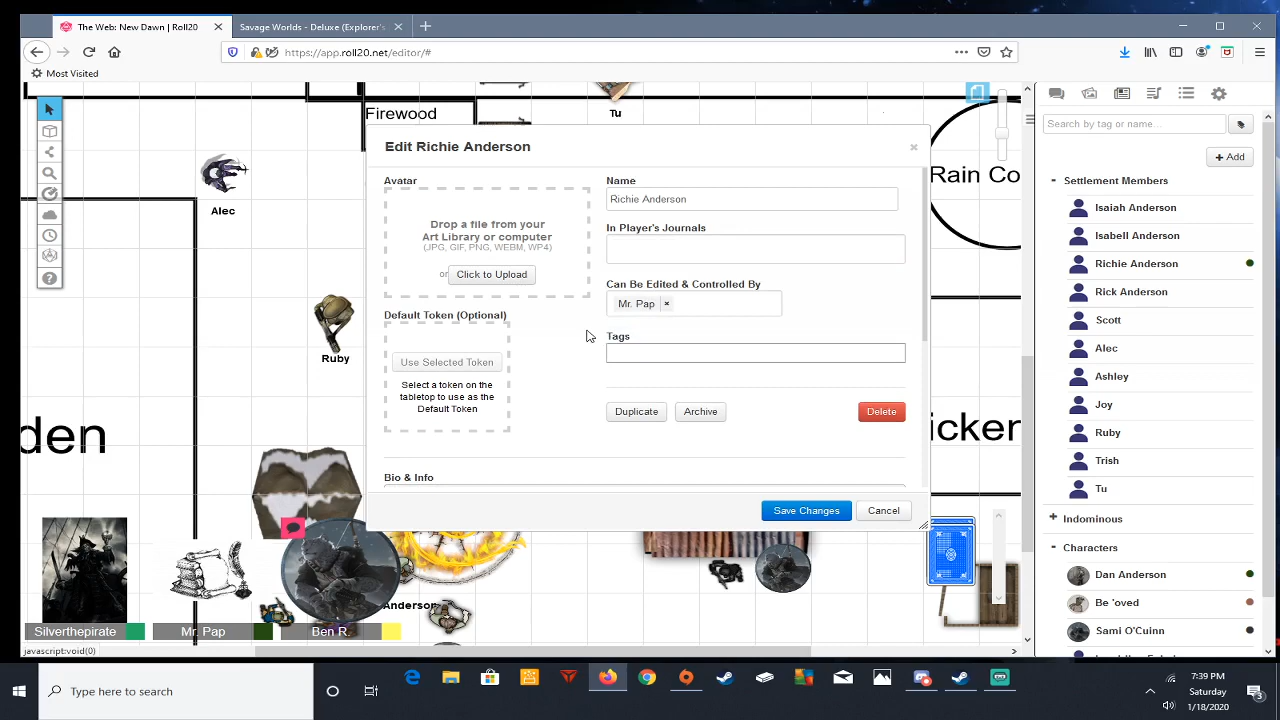 The Web: New Dawn | Roll20
Savage Worlds - Deluxe (Explorer's
https://app.roll20.net/editor/#
Most Visited
Firewood
Tu
Alec
Ruby
Rain Co
den
icken
Anderson
Edit Richie Anderson
Avatar
Drop a file from your
Art Library or computer
(JPG, GIF, PNG, WEBM, WP4)
or Click to Upload
Default Token (Optional)
Use Selected Token
Select a token on the
tabletop to use as the
Default Token
Name
Richie Anderson
In Player's Journals
Can Be Edited & Controlled By
Mr. Pap ×
Tags
Duplicate Archive Delete
Bio & Info
Save Changes Cancel
Search by tag or name...
+ Add
- Settlement Members
Isaiah Anderson
Isabell Anderson
Richie Anderson
Rick Anderson
Scott
Alec
Ashley
Joy
Ruby
Trish
Tu
+ Indominous
- Characters
Dan Anderson
Be 'oved
Sami O'Cuinn
Silverthepirate Mr. Pap Ben R.
javascript:void(0)
Type here to search
7:39 PM
Saturday
1/18/2020
3